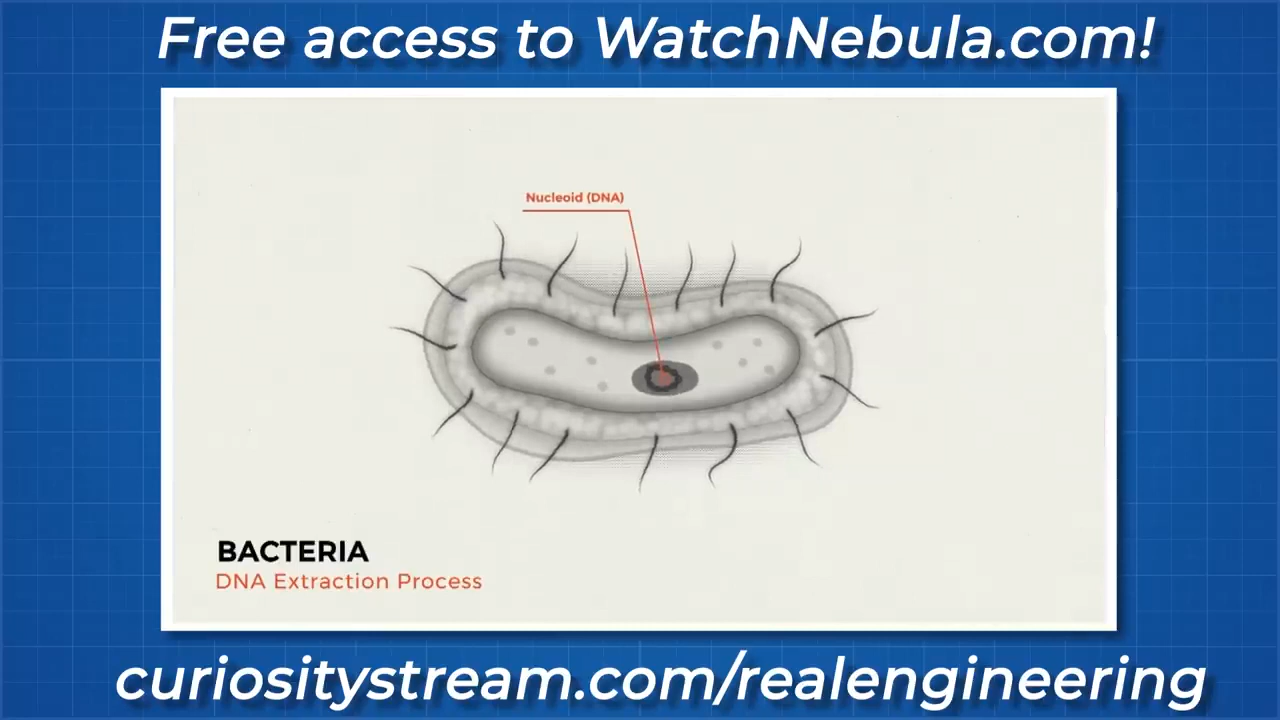 Free access to WatchNebula.com!
Nucleoid (DNA)
BACTERIA
DNA Extraction Process
curiositystream.com/realengineering